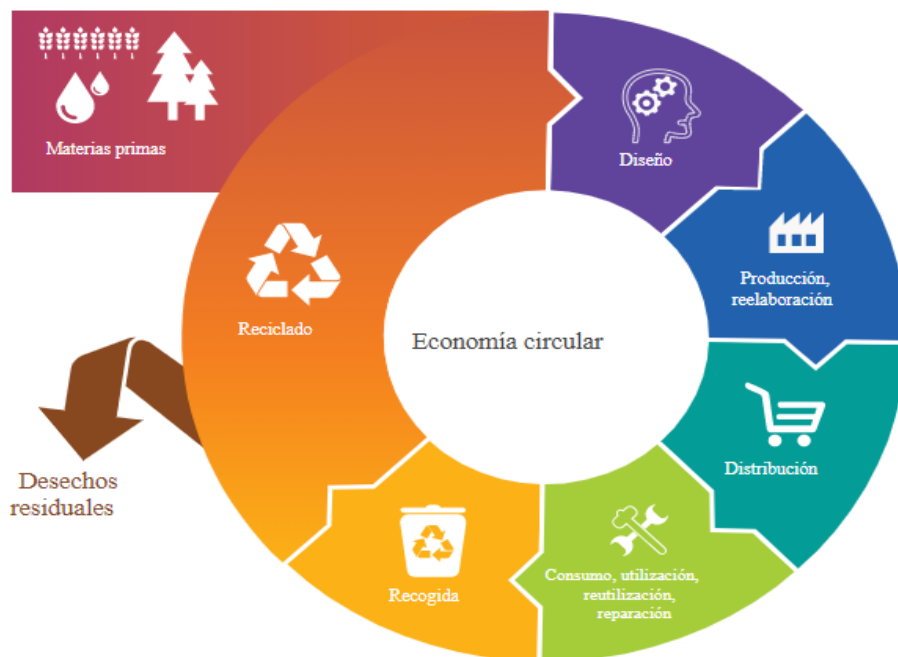 Materias primas
Diseño
Producción,
reelaboración
Distribución
Consumo, utilización,
reutilización,
reparación
Recogida
Reciclado
Desechos
residuales
Economía circular